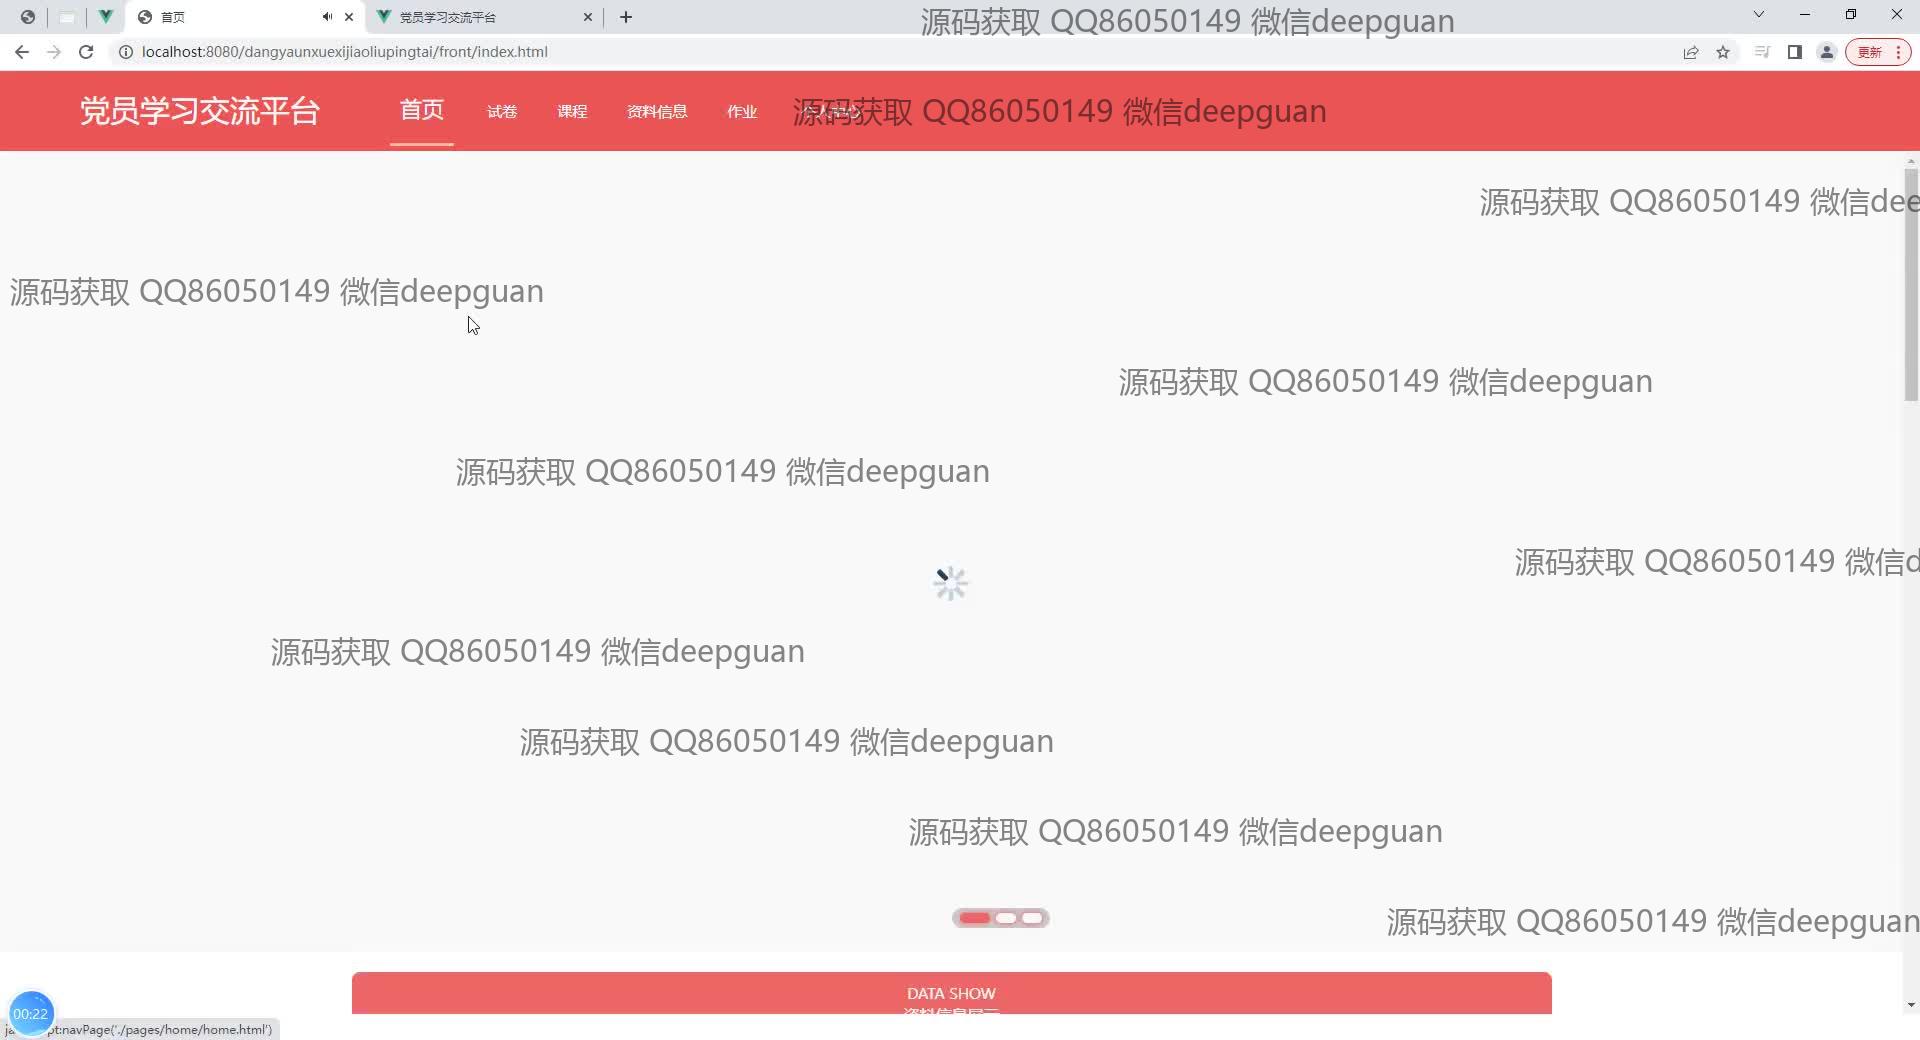 首页
党员学习交流平台
源码获取 QQ86050149 微信deepguan
localhost:8080/dangyaunxuexijiaoliupingtai/front/index.html
更新
党员学习交流平台 首页 试卷 课程 资料信息 作业 个人中心
源码获取 QQ86050149 微信deepguan
源码获取 QQ86050149 微信dee
源码获取 QQ86050149 微信deepguan
源码获取 QQ86050149 微信deepguan
源码获取 QQ86050149 微信deepguan
源码获取 QQ86050149 微信d
源码获取 QQ86050149 微信deepguan
源码获取 QQ86050149 微信deepguan
源码获取 QQ86050149 微信deepguan
源码获取 QQ86050149 微信deepguan
DATA SHOW
资料信息展示
00:22
pt:navPage('./pages/home/home.html')